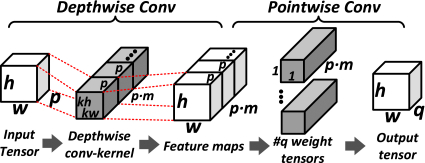 Depthwise Conv
Pointwise Conv
h
w
p
kh
kw
p
p
p·m
h
w
p
p
p·m
1
1
p·m
h
w
q
Input
Tensor
Depthwise
conv-kernel
Feature maps
#q weight
tensors
Output
tensor